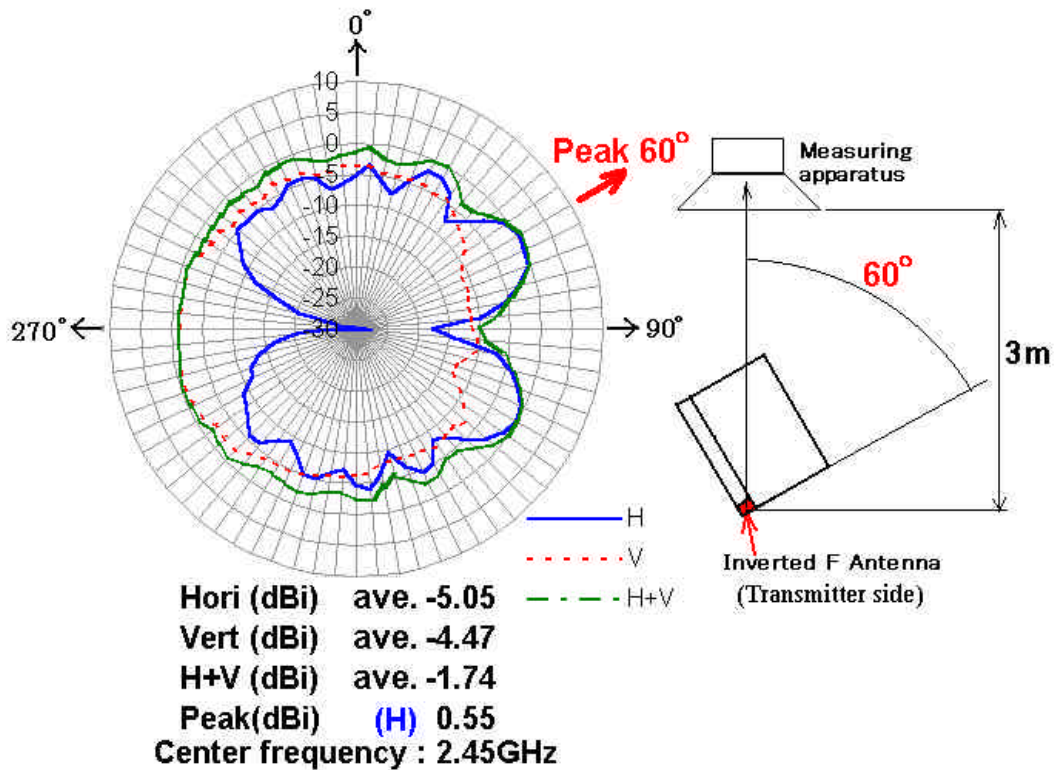 0°
10
5
0
-5
-10
-15
-20
-25
-30
270°
90°
Peak 60°
Measuring
apparatus
60°
3m
Inverted F Antenna
(Transmitter side)
H
V
H+V
Hori (dBi) ave. -5.05
Vert (dBi) ave. -4.47
H+V (dBi) ave. -1.74
Peak(dBi) (H) 0.55
Center frequency : 2.45GHz